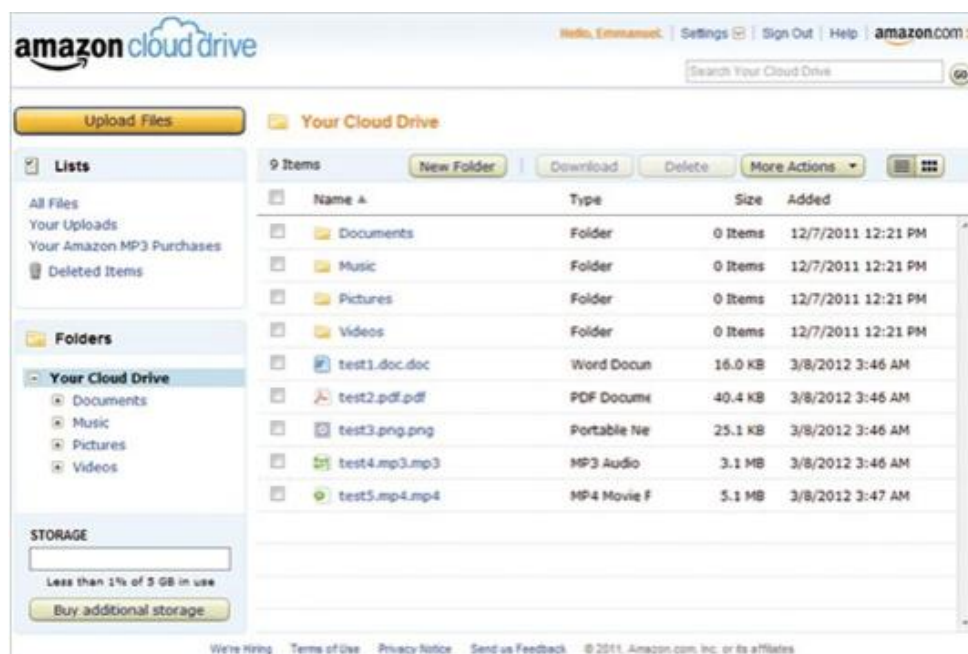 amazon cloud drive
Hello, Emmanuel. | Settings | Sign Out | Help | amazon.com
Search Your Cloud Drive GO
Upload Files
Your Cloud Drive
Lists
All Files
Your Uploads
Your Amazon MP3 Purchases
Deleted Items
Folders
Your Cloud Drive
Documents
Music
Pictures
Videos
STORAGE
Less than 1% of 5 GB in use
Buy additional storage
9 Items New Folder | Download Delete More Actions
Name Type Size Added
Documents Folder 0 Items 12/7/2011 12:21 PM
Music Folder 0 Items 12/7/2011 12:21 PM
Pictures Folder 0 Items 12/7/2011 12:21 PM
Videos Folder 0 Items 12/7/2011 12:21 PM
test1.doc.doc Word Docun 16.0 KB 3/8/2012 3:46 AM
test2.pdf.pdf PDF Docume 40.4 KB 3/8/2012 3:46 AM
test3.png.png Portable Ne 25.1 KB 3/8/2012 3:46 AM
test4.mp3.mp3 MP3 Audio 3.1 MB 3/8/2012 3:46 AM
test5.mp4.mp4 MP4 Movie F 5.1 MB 3/8/2012 3:47 AM
We're Hiring Terms of Use Privacy Notice Send us Feedback © 2011, Amazon.com, Inc. or its affiliates